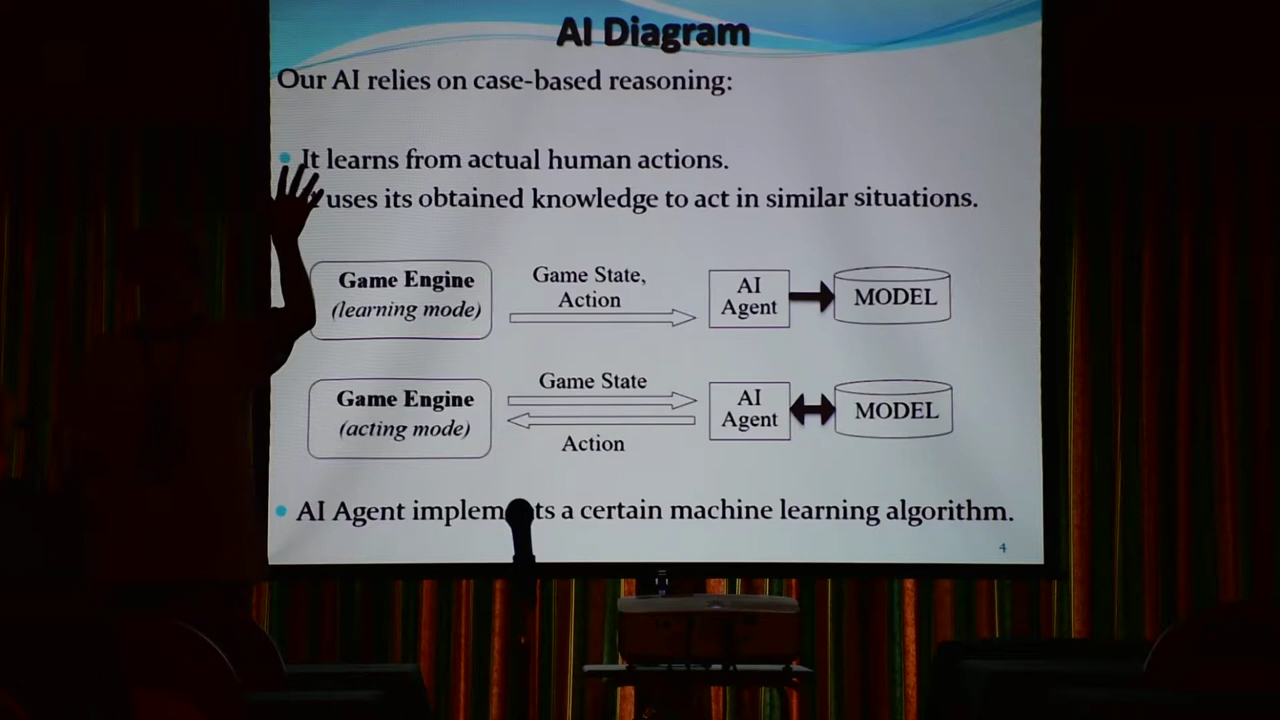 AI Diagram
Our AI relies on case-based reasoning:
It learns from actual human actions.
uses its obtained knowledge to act in similar situations.
Game Engine
(learning mode)
Game State,
Action
AI
Agent
MODEL
Game Engine
(acting mode)
Game State
Action
AI
Agent
MODEL
AI Agent implements a certain machine learning algorithm.
4